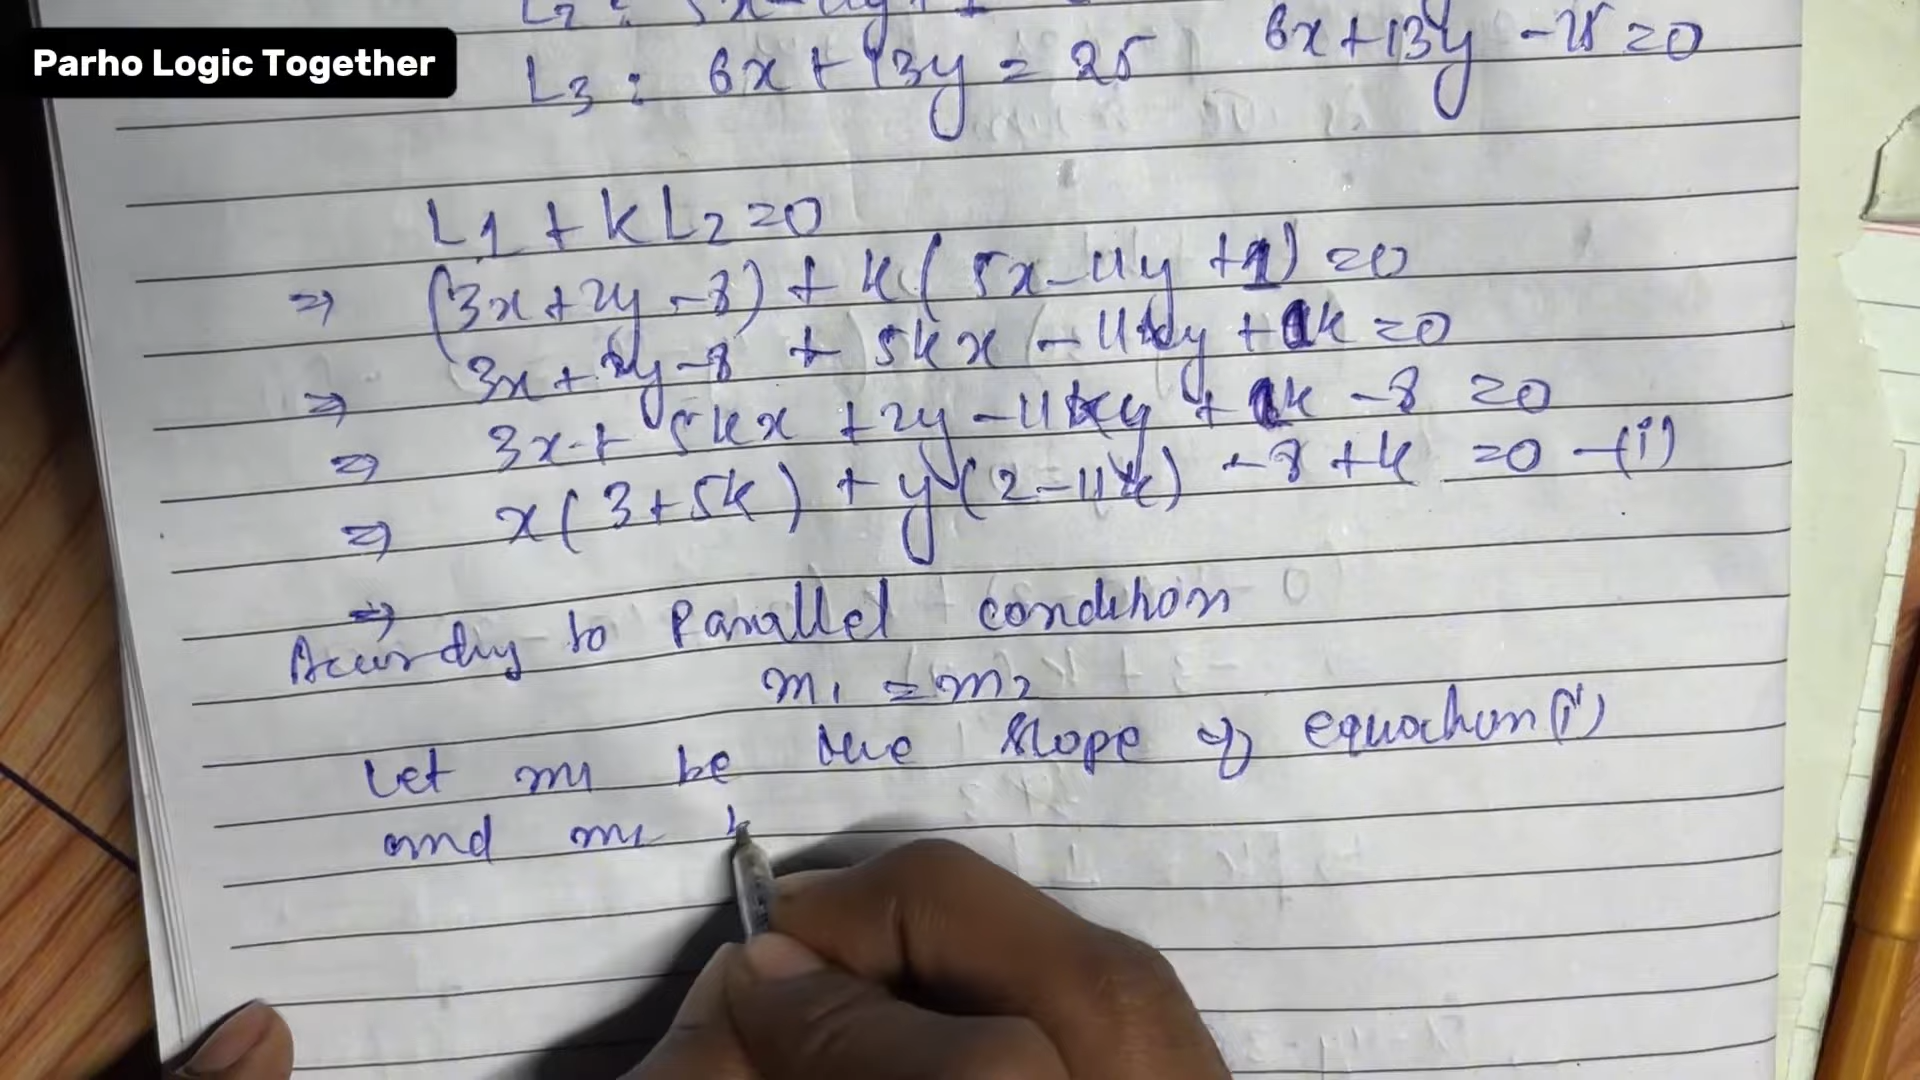 Parho Logic Together
L3 : 6x + 13y = 25 6x + 13y - 25 = 0
L1 + kL2 = 0
⇒ (3x + 2y - 8) + k(5x - 11y + 1) = 0
⇒ 3x + 2y - 8 + 5kx - 11ky + 1k = 0
⇒ 3x + 5kx + 2y - 11ky + 1k - 8 = 0
⇒ x(3 + 5k) + y(2 - 11k) - 8 + k = 0 - (i)
⇒
According to parallel condition
m1 = m2
Let m1 be the slope of equation (i)
and m2 b